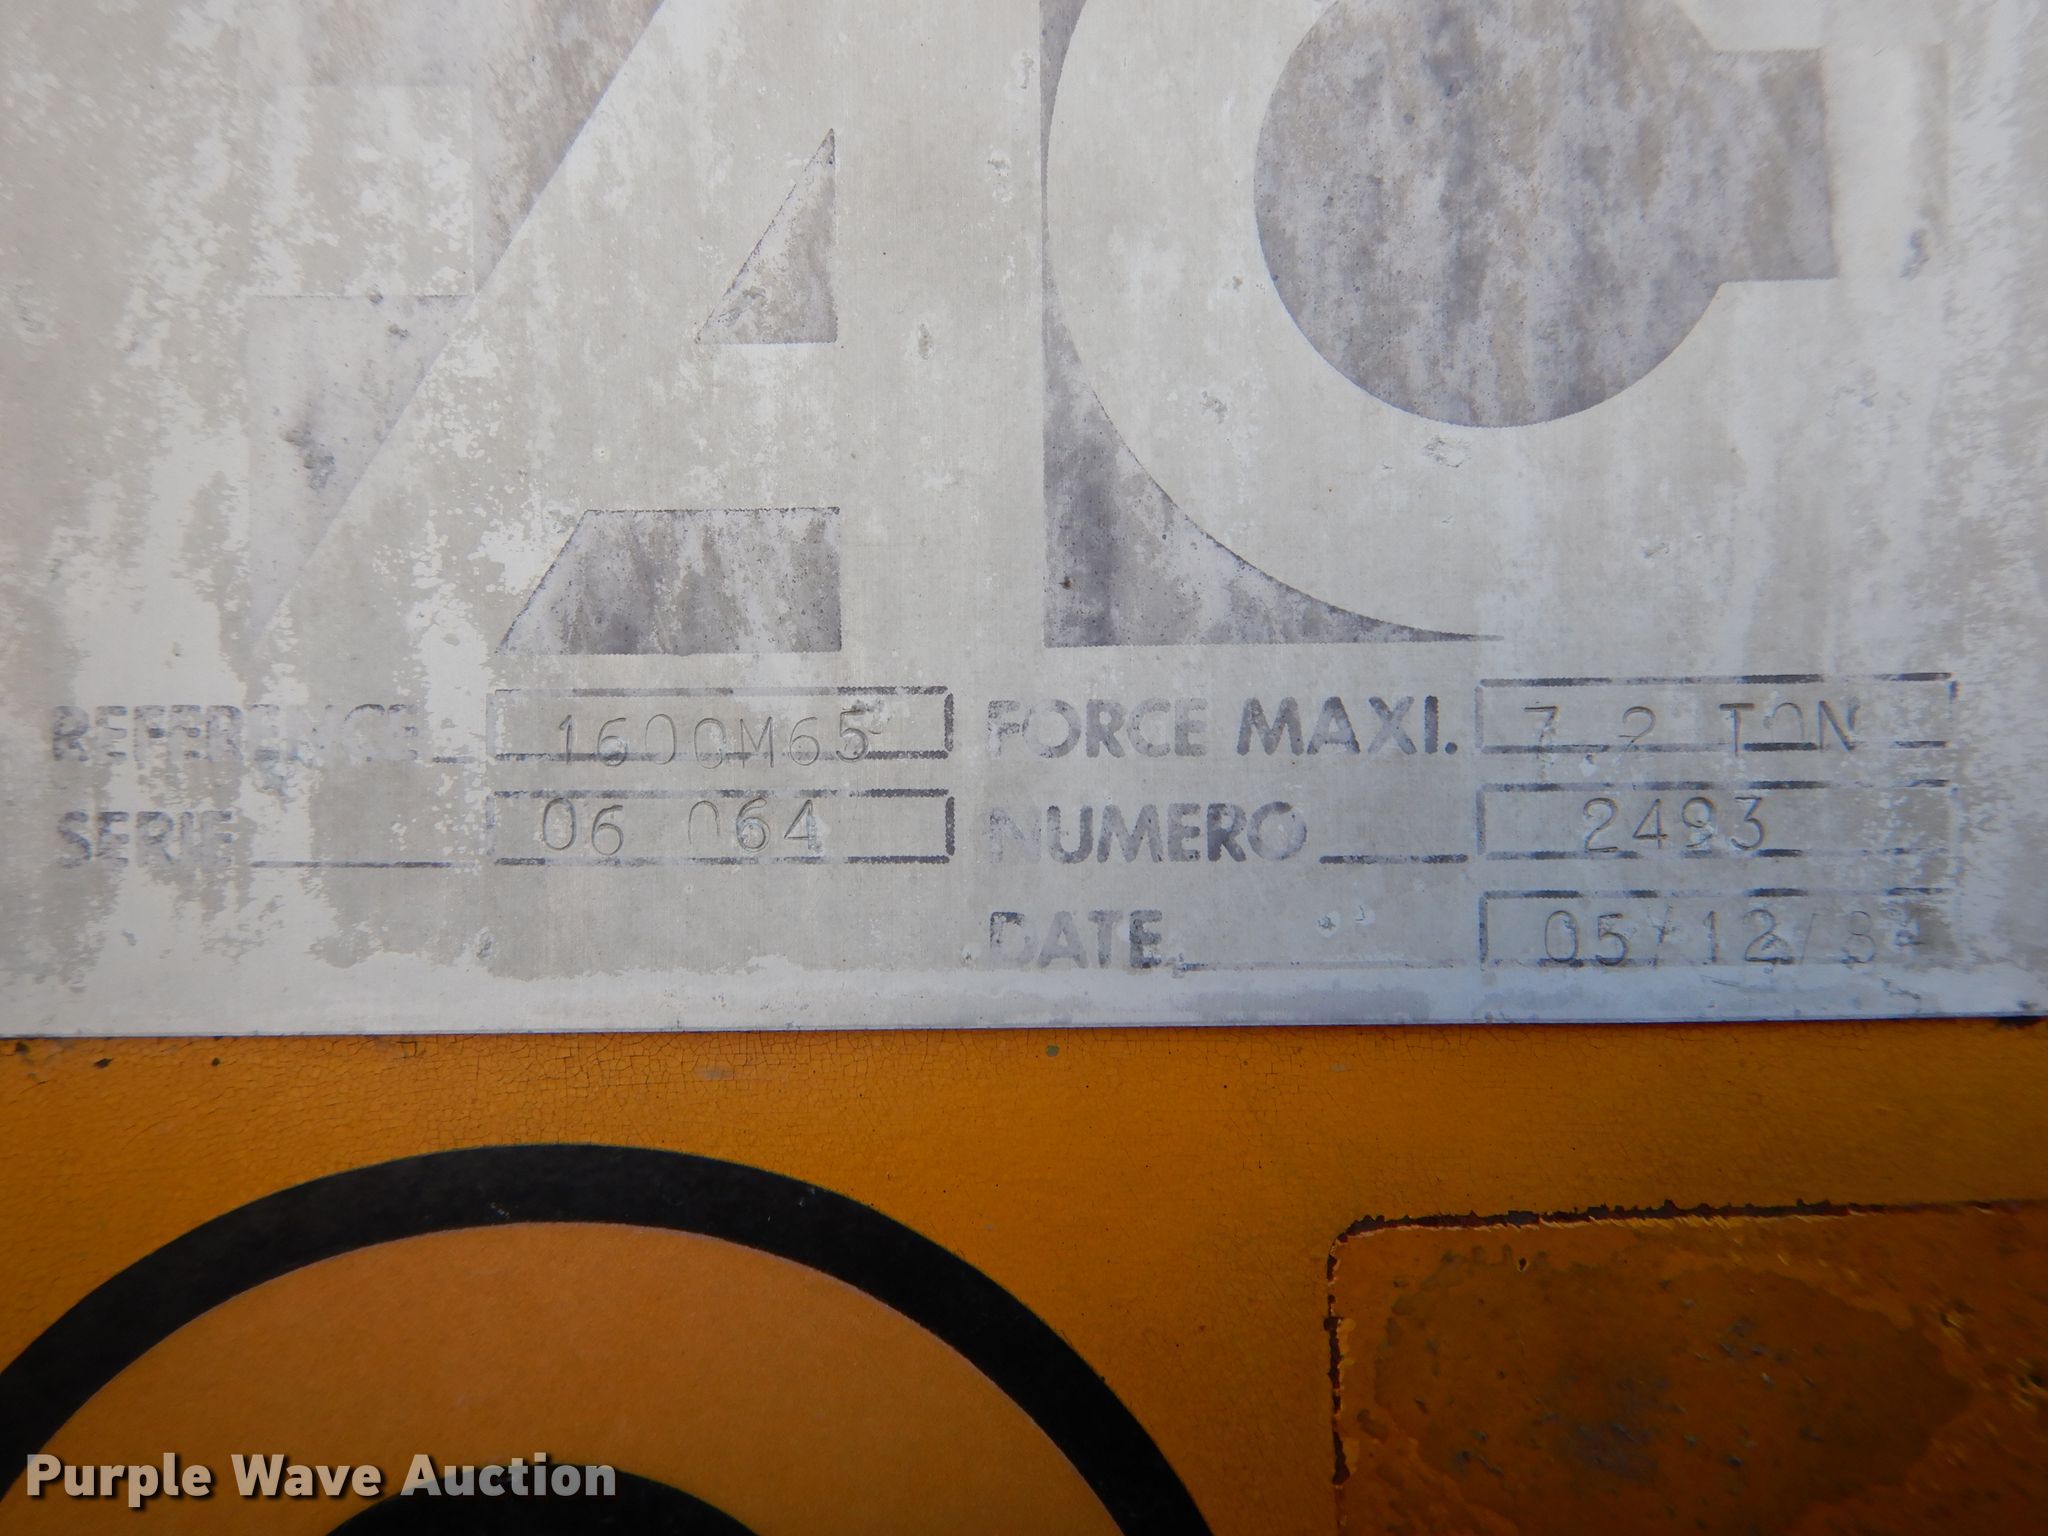 REFERENCE 1600M65 FORCE MAXI. 7.2 TON
SERIE 06 064 NUMERO 2493
DATE 05/12/8
Purple Wave Auction